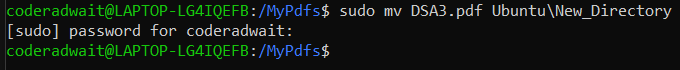 coderadwait@LAPTOP-LG4IQEFB:/MyPdfs$ sudo mv DSA3.pdf Ubuntu\New_Directory
[sudo] password for coderadwait:
coderadwait@LAPTOP-LG4IQEFB:/MyPdfs$